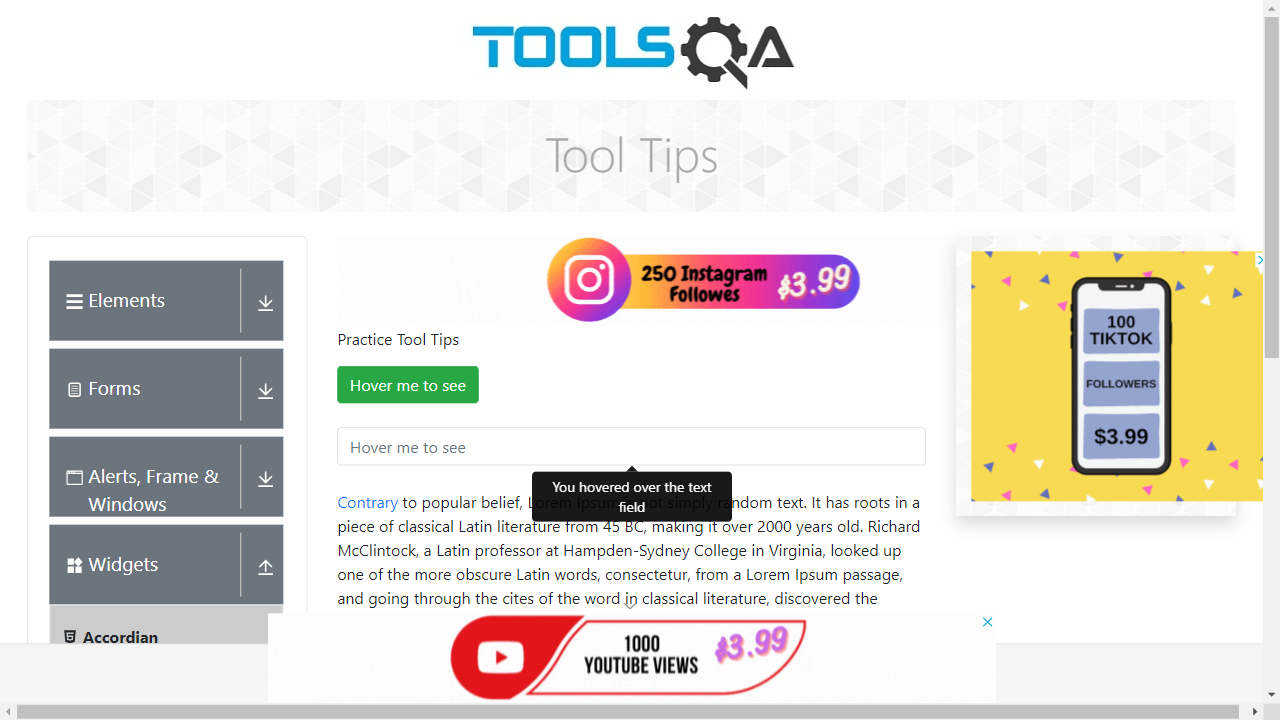 TOOLSQA
Tool Tips
Elements
Forms
Alerts, Frame &
Windows
Widgets
Accordian
250 Instagram
Followes
$3.99
Practice Tool Tips
Hover me to see
Hover me to see
You hovered over the text
field
Contrary to popular belief, Lorem Ipsum is not simply random text. It has roots in a
piece of classical Latin literature from 45 BC, making it over 2000 years old. Richard
McClintock, a Latin professor at Hampden-Sydney College in Virginia, looked up
one of the more obscure Latin words, consectetur, from a Lorem Ipsum passage,
and going through the cites of the word in classical literature, discovered the
100
TIKTOK
FOLLOWERS
$3.99
1000
YOUTUBE VIEWS
$3.99